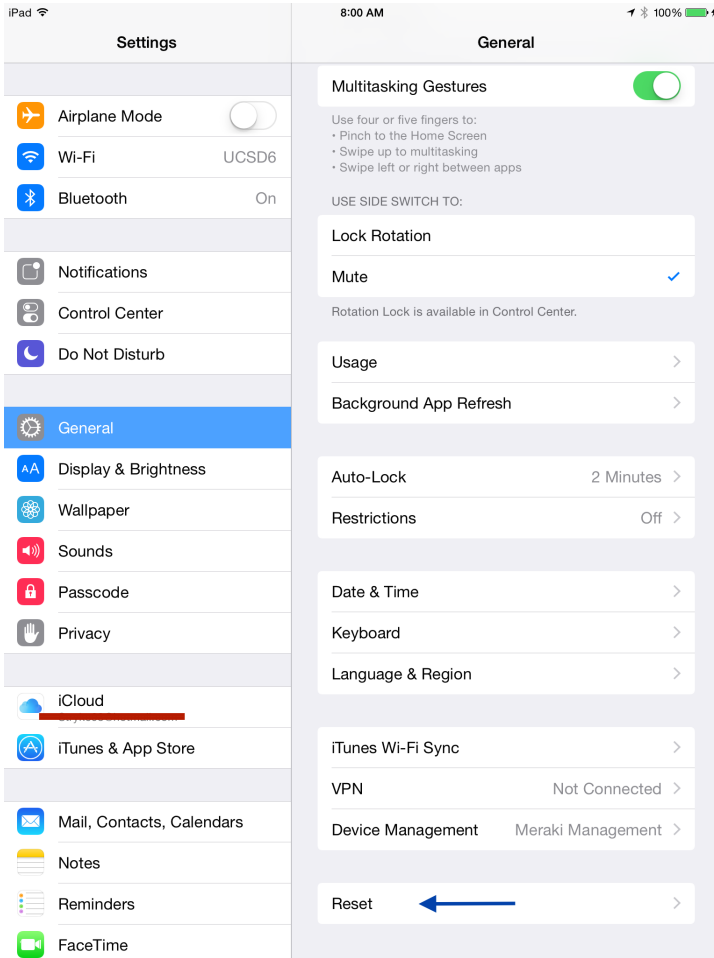 iPad
8:00 AM
100%
Settings
General
Airplane Mode
Wi-Fi
UCSD6
Bluetooth
On
Notifications
Control Center
Do Not Disturb
General
AA
Display & Brightness
Wallpaper
Sounds
Passcode
Privacy
iCloud
iTunes & App Store
Mail, Contacts, Calendars
Notes
Reminders
FaceTime
Multitasking Gestures
Use four or five fingers to:
• Pinch to the Home Screen
• Swipe up to multitasking
• Swipe left or right between apps
USE SIDE SWITCH TO:
Lock Rotation
Mute
Rotation Lock is available in Control Center.
Usage
Background App Refresh
Auto-Lock
2 Minutes
Restrictions
Off
Date & Time
Keyboard
Language & Region
iTunes Wi-Fi Sync
VPN
Not Connected
Device Management
Meraki Management
Reset